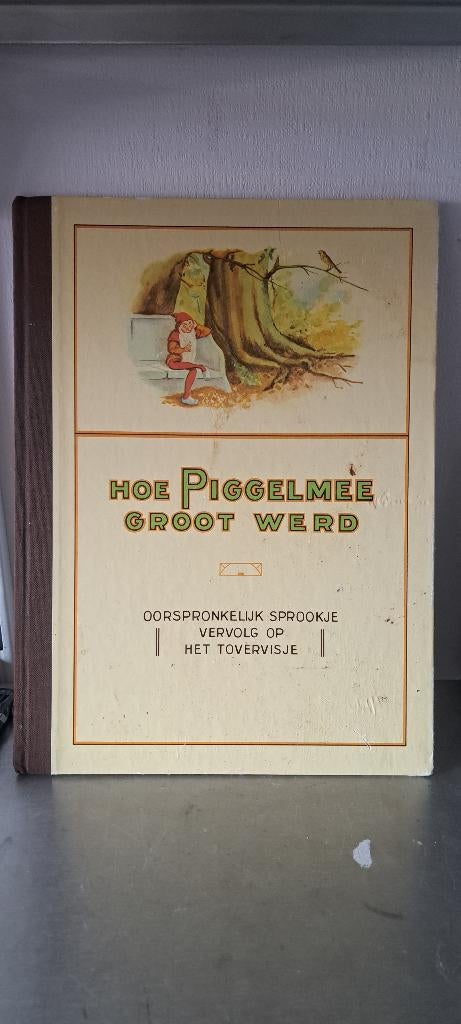 HOE PIGGELMEE
GROOT WERD
OORSPRONKELIJK SPROOKJE
VERVOLG OP
HET TOVERVISJE